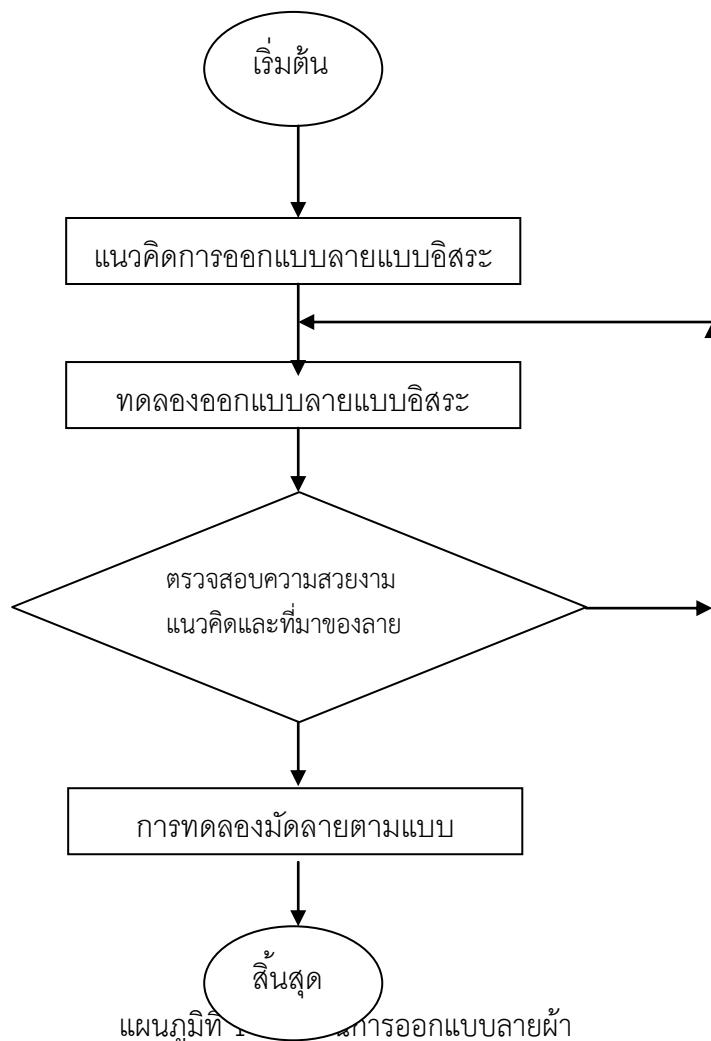 เริ่มต้น
แนวคิดการออกแบบลายแบบอิสระ
ทดลองออกแบบลายแบบอิสระ
ตรวจสอบความสวยงาม
แนวคิดและที่มาของลาย
การทดลองมัดลายตามแบบ
สิ้นสุด
แผนภูมิที่ 1 การออกแบบลายผ้า